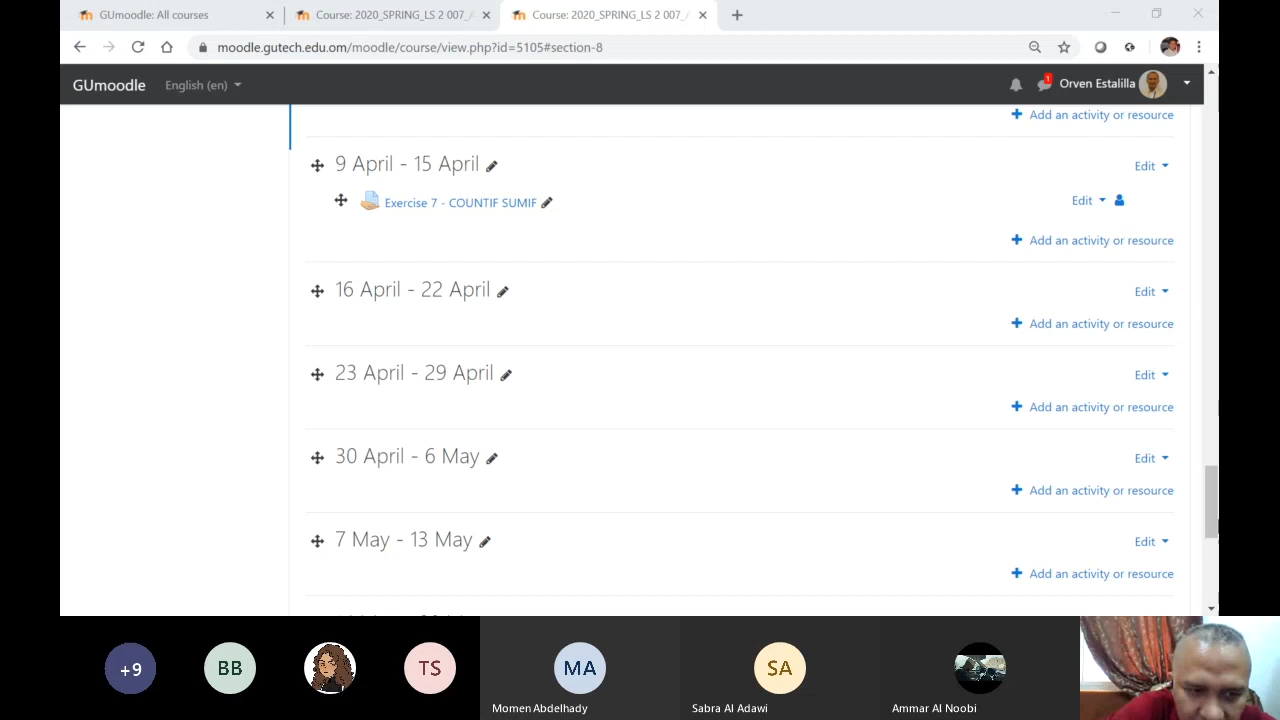 GUmoodle: All courses
Course: 2020_SPRING_LS 2 007_
Course: 2020_SPRING_LS 2 007_
moodle.gutech.edu.om/moodle/course/view.php?id=5105#section-8
GUmoodle English (en) 1 Orven Estalilla
Add an activity or resource
9 April - 15 April Edit
Exercise 7 - COUNTIF SUMIF Edit
Add an activity or resource
16 April - 22 April Edit
Add an activity or resource
23 April - 29 April Edit
Add an activity or resource
30 April - 6 May Edit
Add an activity or resource
7 May - 13 May Edit
Add an activity or resource
+9 BB TS MA SA
Momen Abdelhady Sabra Al Adawi Ammar Al Noobi